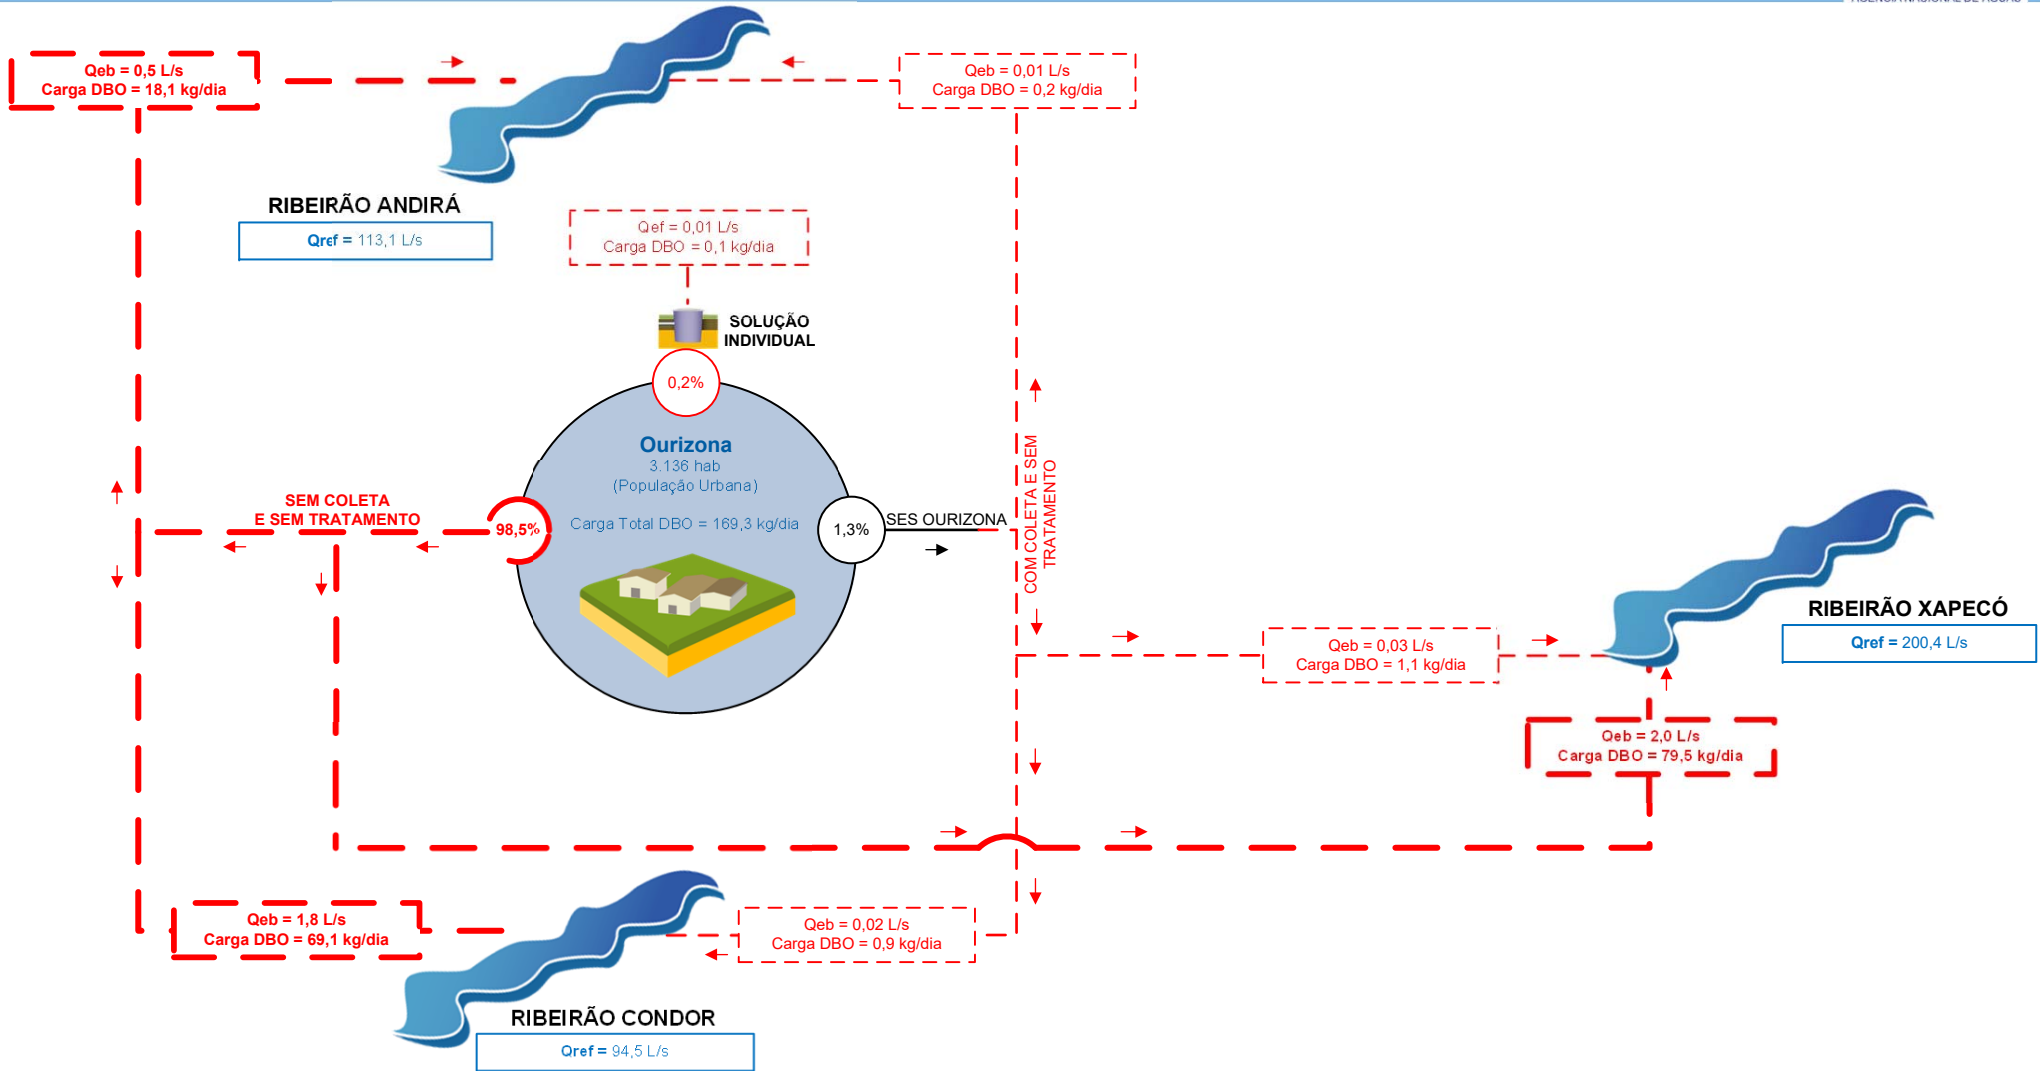 AGÊNCIA NACIONAL DE ÁGUAS
Qeb = 0,5 L/s
Carga DBO = 18,1 kg/dia
Qeb = 0,01 L/s
Carga DBO = 0,2 kg/dia
RIBEIRÃO ANDIRÁ
Qref = 113,1 L/s
Qef = 0,01 L/s
Carga DBO = 0,1 kg/dia
SOLUÇÃO
INDIVIDUAL
0,2%
Ourizona
3.136 hab
(População Urbana)
Carga Total DBO = 169,3 kg/dia
SEM COLETA
E SEM TRATAMENTO
98,5%
1,3%
SES OURIZONA
COM COLETA E SEM
TRATAMENTO
RIBEIRÃO XAPECÓ
Qref = 200,4 L/s
Qeb = 0,03 L/s
Carga DBO = 1,1 kg/dia
Qeb = 2,0 L/s
Carga DBO = 79,5 kg/dia
Qeb = 1,8 L/s
Carga DBO = 69,1 kg/dia
Qeb = 0,02 L/s
Carga DBO = 0,9 kg/dia
RIBEIRÃO CONDOR
Qref = 94,5 L/s